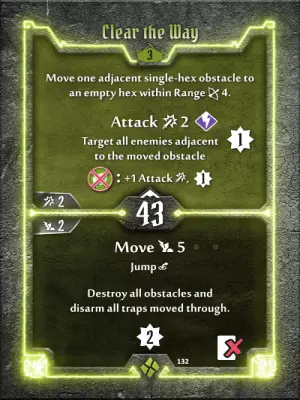 Clear the Way
3
Move one adjacent single-hex obstacle to
an empty hex within Range 4.
Attack 2
Target all enemies adjacent
to the moved obstacle
1
: +1 Attack , 1
2
43
2
Move 5
Jump
Destroy all obstacles and
disarm all traps moved through.
2
132